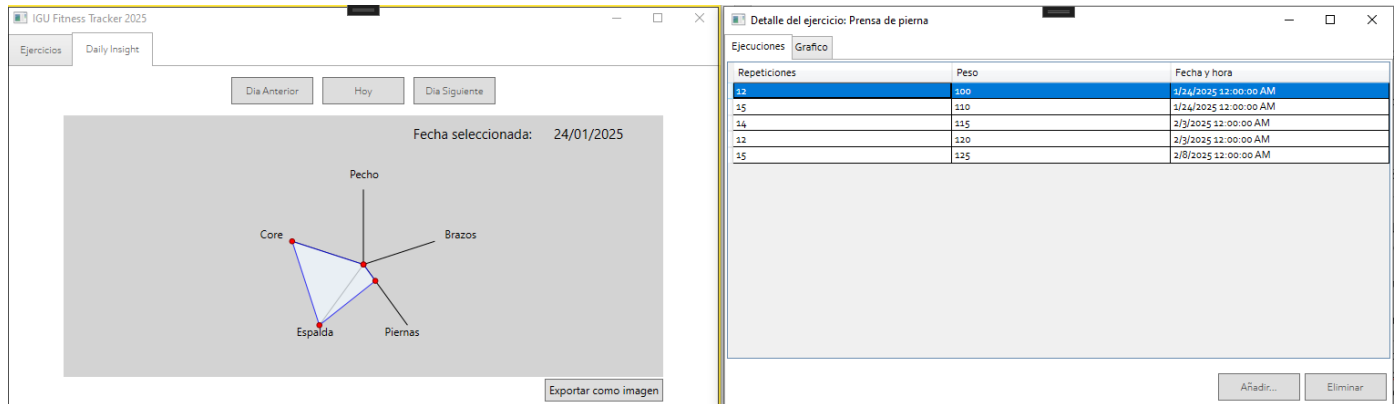 IGU Fitness Tracker 2025
Ejercicios Daily Insight
Dia Anterior Hoy Dia Siguiente
Fecha seleccionada: 24/01/2025
Pecho
Core Brazos
Espalda Piernas
Exportar como imagen
Detalle del ejercicio: Prensa de pierna
Ejecuciones Grafico
Repeticiones Peso Fecha y hora
12 100 1/24/2025 12:00:00 AM
15 110 1/24/2025 12:00:00 AM
14 115 2/3/2025 12:00:00 AM
12 120 2/3/2025 12:00:00 AM
15 125 2/8/2025 12:00:00 AM
Añadir... Eliminar